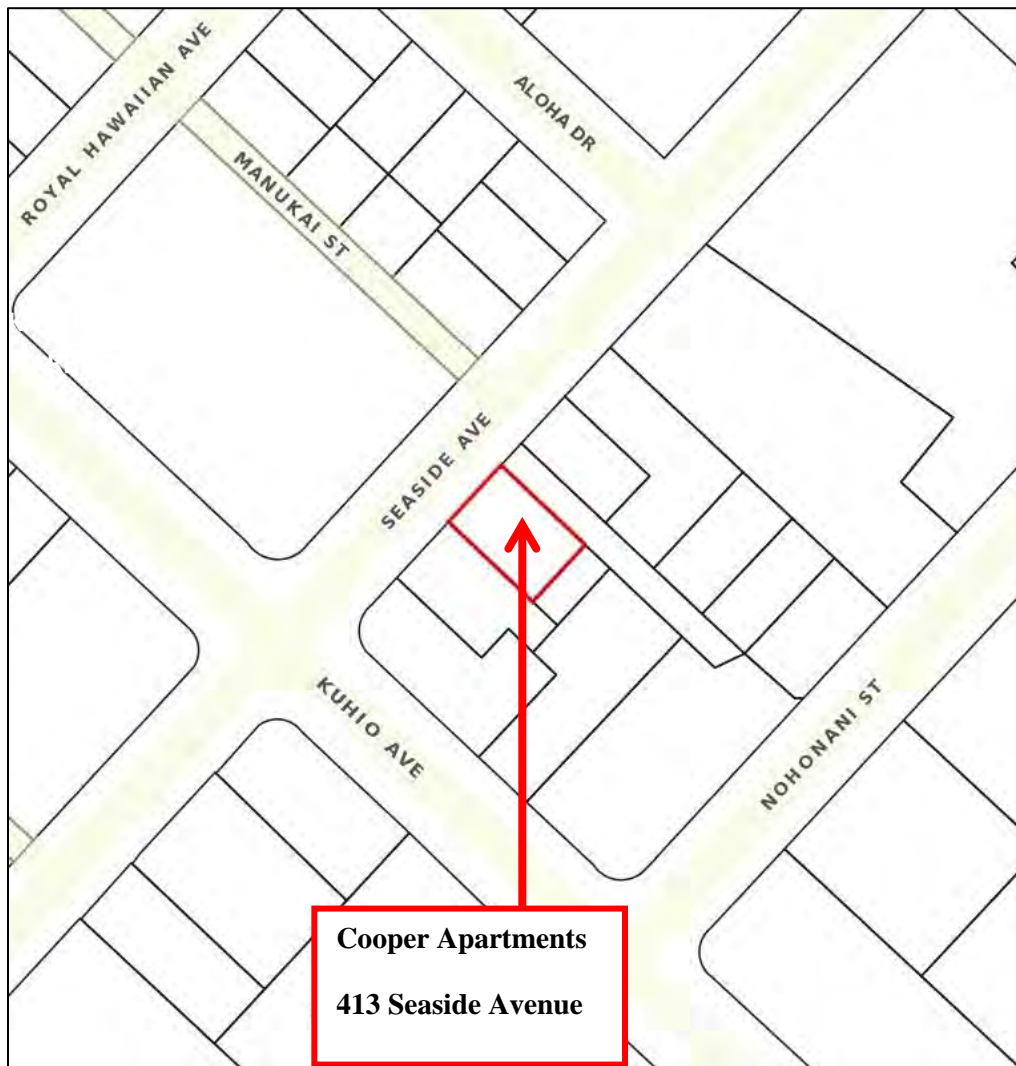 ROYAL HAWAIIAN AVE
ALOHA DR
MANUKAI ST
SEASIDE AVE
KUHIO AVE
NOHONANI ST
Cooper Apartments
413 Seaside Avenue